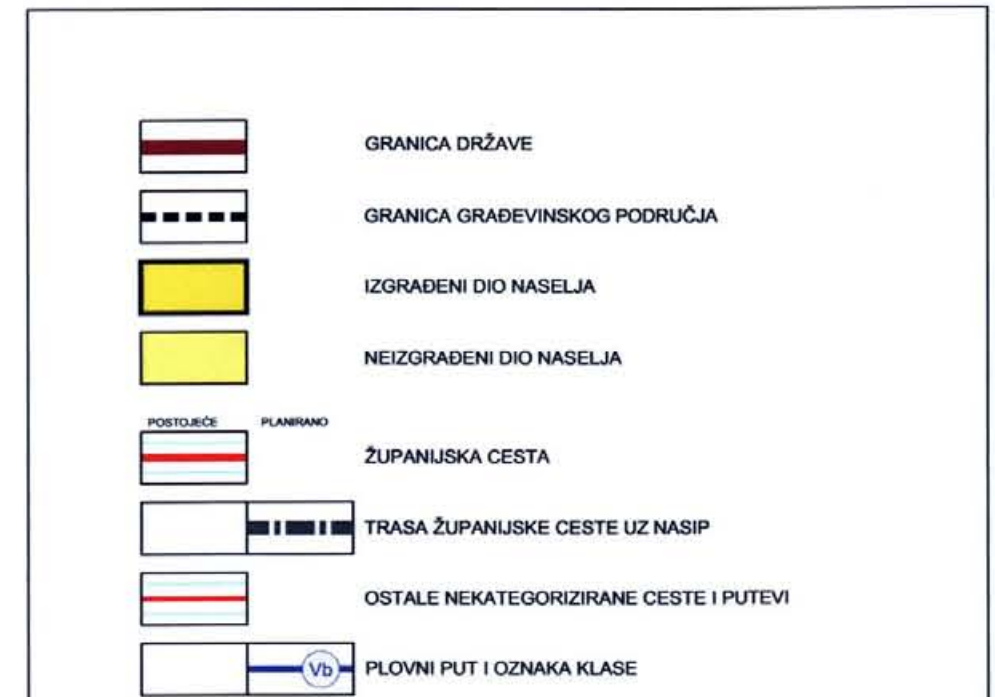 GRANICA DRŽAVE
GRANICA GRAĐEVINSKOG PODRUČJA
IZGRAĐENI DIO NASELJA
NEIZGRAĐENI DIO NASELJA
POSTOJEĆE PLANIRANO
ŽUPANIJSKA CESTA
TRASA ŽUPANIJSKE CESTE UZ NASIP
OSTALE NEKATEGORIZIRANE CESTE I PUTEVI
Vb PLOVNI PUT I OZNAKA KLASE